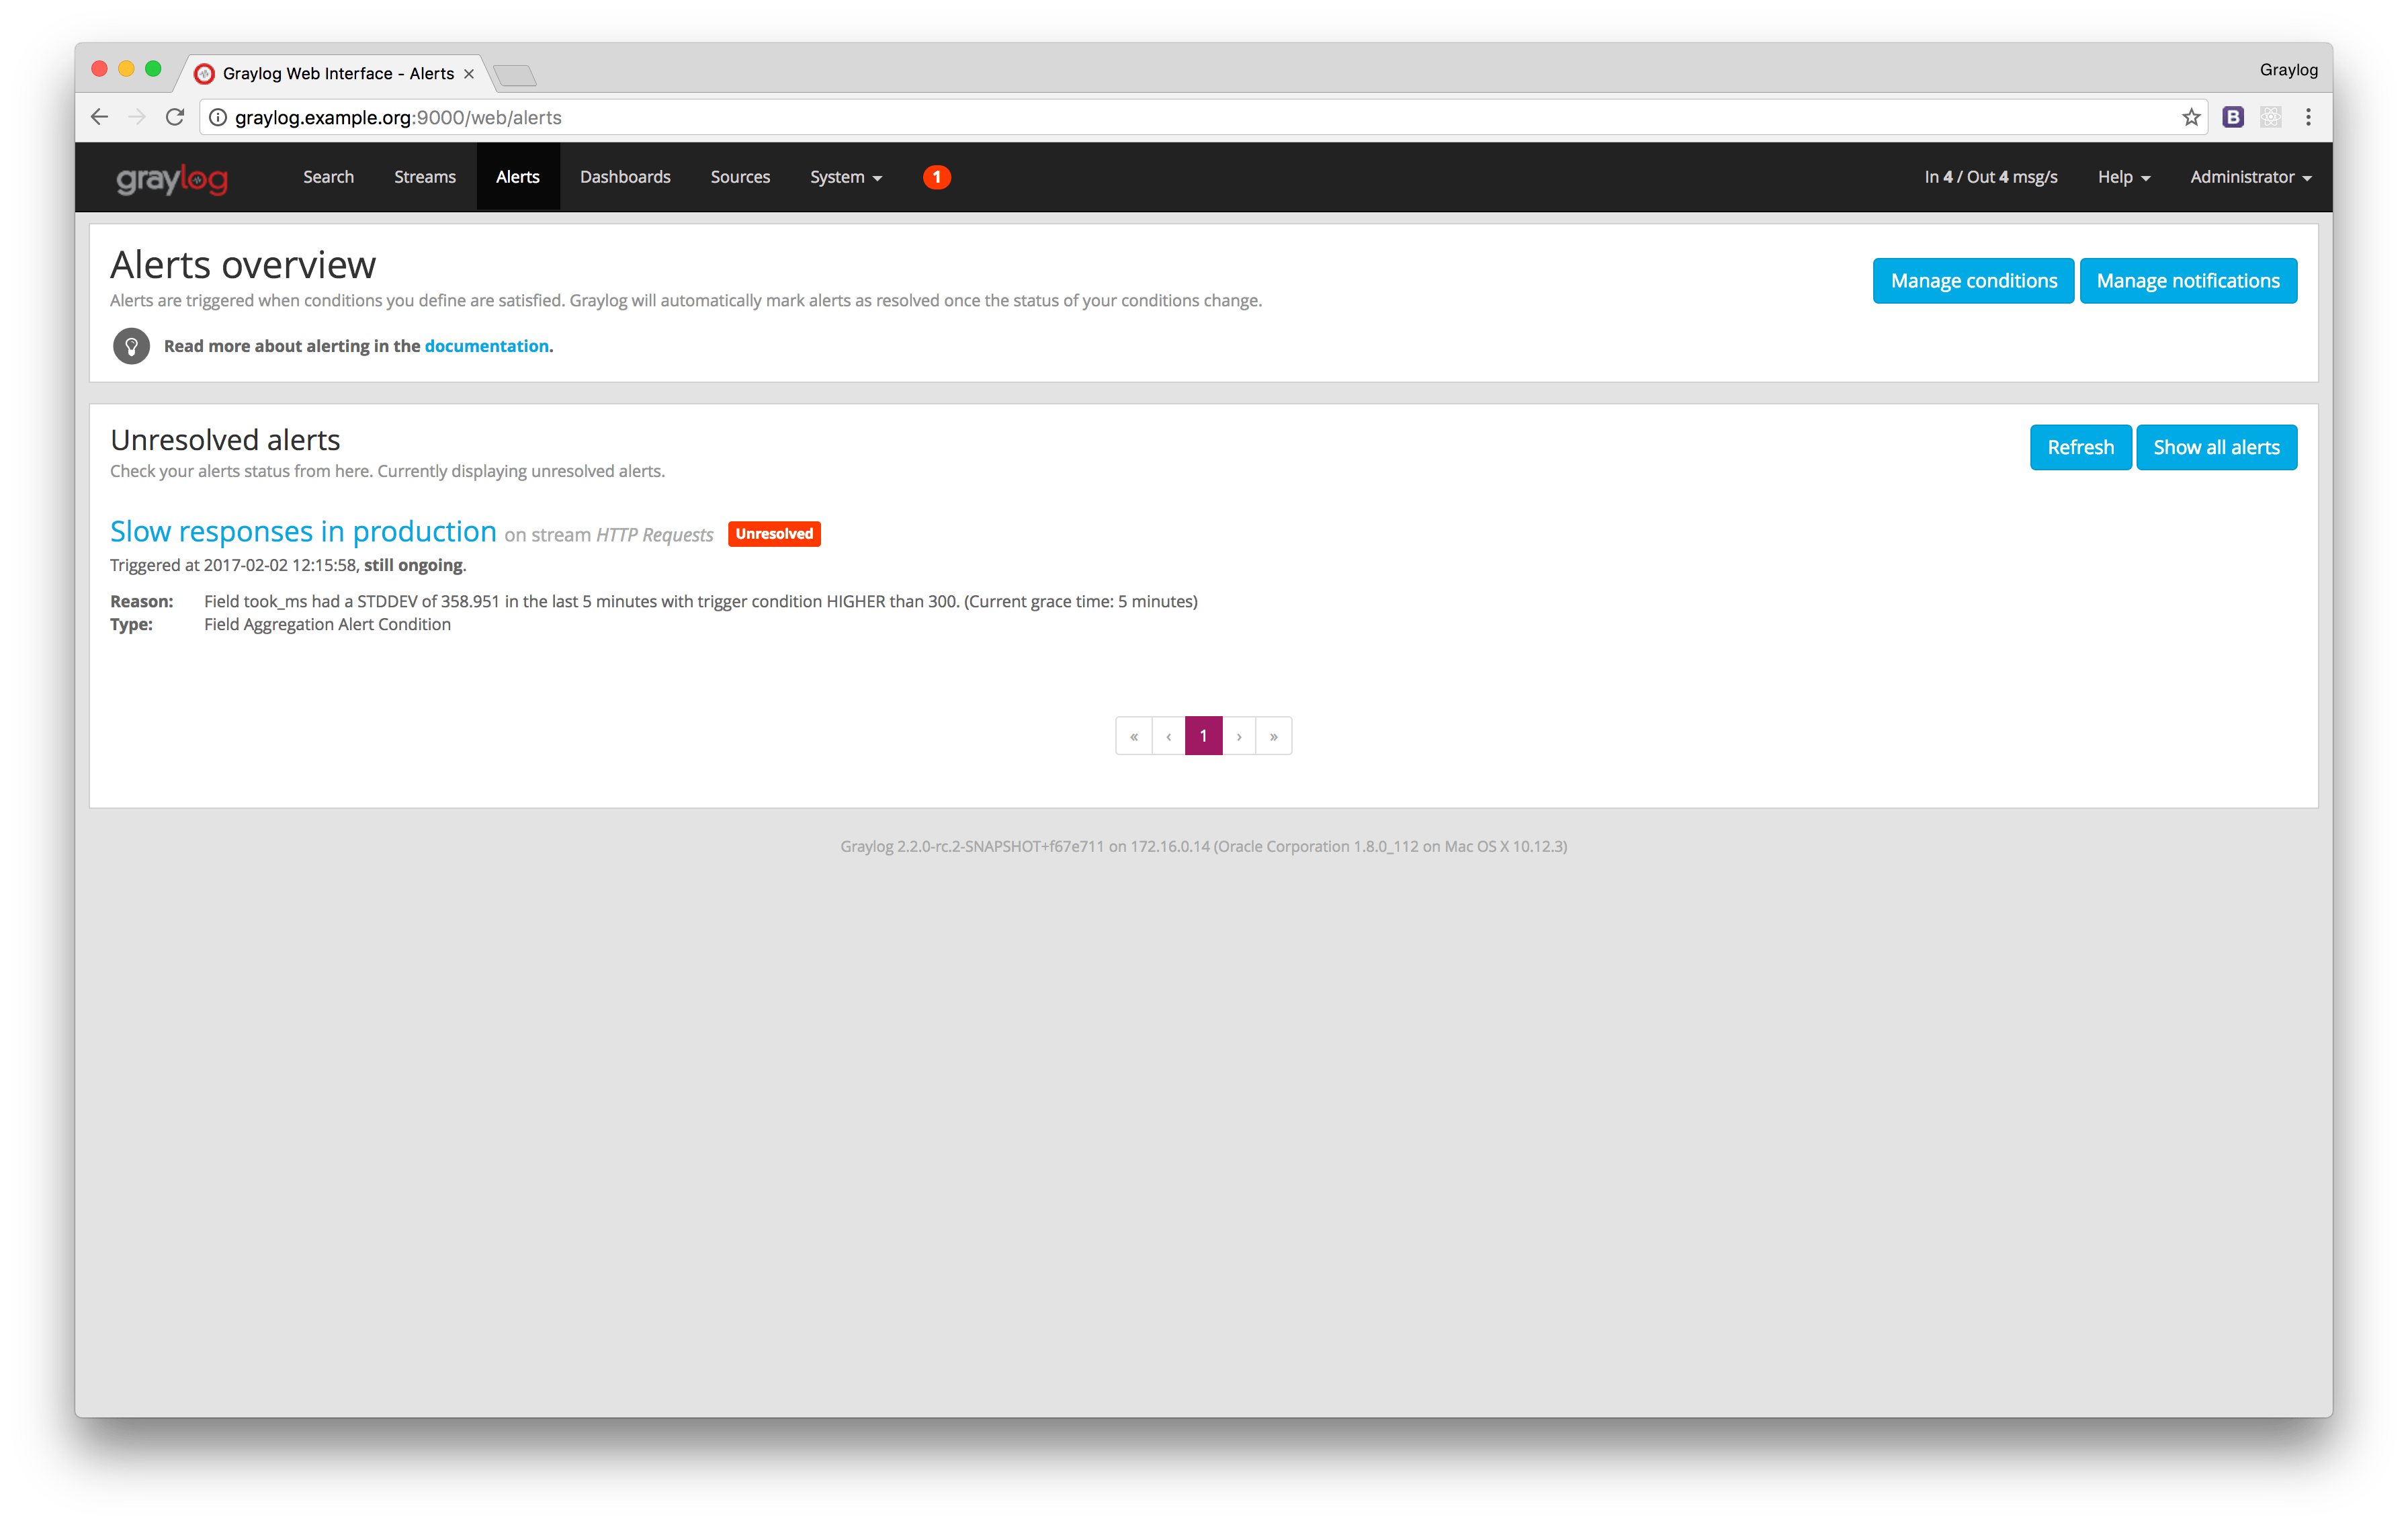 Graylog Web Interface - Alerts
Graylog
graylog.example.org:9000/web/alerts
graylog Search Streams Alerts Dashboards Sources System 1 In 4 / Out 4 msg/s Help Administrator
Alerts overview
Manage conditions Manage notifications
Alerts are triggered when conditions you define are satisfied. Graylog will automatically mark alerts as resolved once the status of your conditions change.
Read more about alerting in the documentation.
Unresolved alerts
Refresh Show all alerts
Check your alerts status from here. Currently displaying unresolved alerts.
Slow responses in production on stream HTTP Requests Unresolved
Triggered at 2017-02-02 12:15:58, still ongoing.
Reason: Field took_ms had a STDDEV of 358.951 in the last 5 minutes with trigger condition HIGHER than 300. (Current grace time: 5 minutes)
Type: Field Aggregation Alert Condition
« ‹ 1 › »
Graylog 2.2.0-rc.2-SNAPSHOT+f67e711 on 172.16.0.14 (Oracle Corporation 1.8.0_112 on Mac OS X 10.12.3)